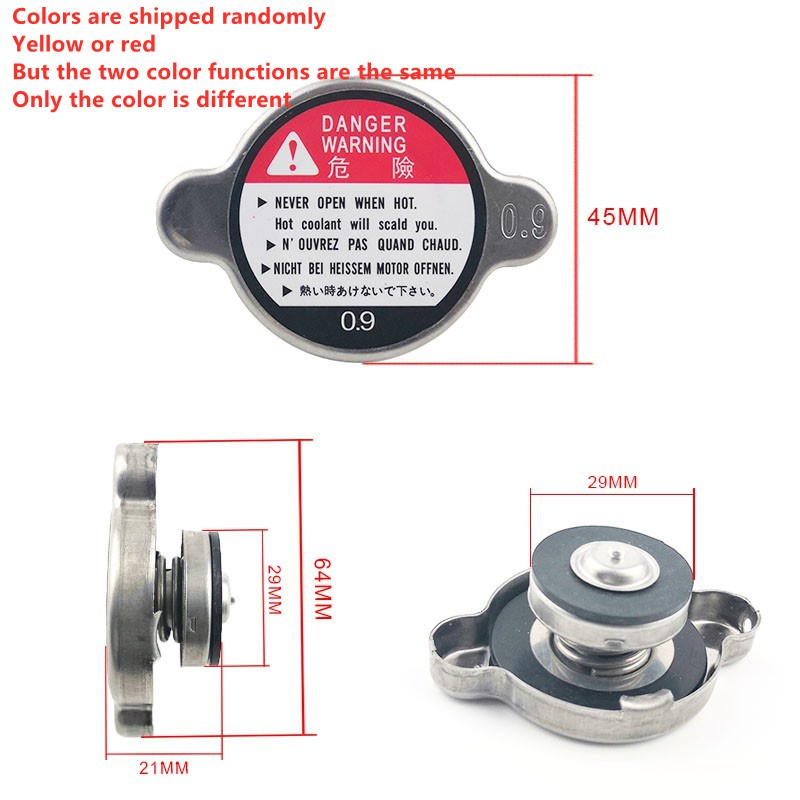 Colors are shipped randomly
Yellow or red
But the two color functions are the same
Only the color is different
DANGER
WARNING
危 險
▶ NEVER OPEN WHEN HOT.
Hot coolant will scald you.
▶ N'OUVREZ PAS QUAND CHAUD.
▶ NICHT BEI HEISSEM MOTOR OFFNEN.
▶ 熱い時あけないで下さい。
0.9
0.9
45MM
29MM
64MM
21MM
29MM